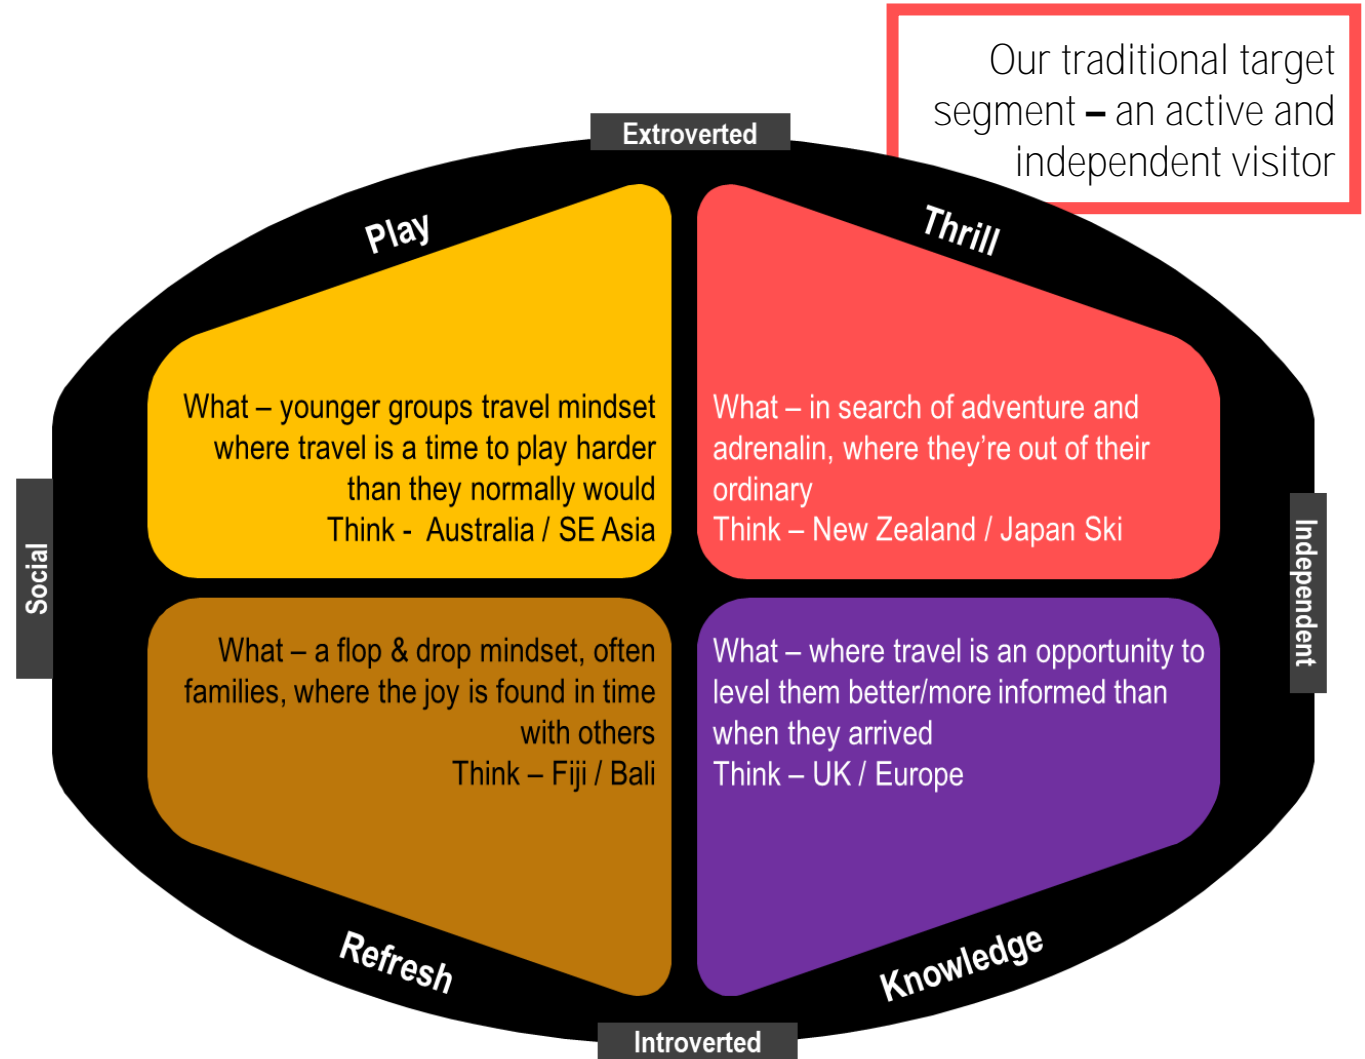 Our traditional target
segment – an active and
independent visitor
Extroverted
Play
Thrill
What – younger groups travel mindset
where travel is a time to play harder
than they normally would
Think -  Australia / SE Asia
What – in search of adventure and
adrenalin, where they're out of their
ordinary
Think – New Zealand / Japan Ski
Social
Independent
What – a flop & drop mindset, often
families, where the joy is found in time
with others
Think – Fiji / Bali
What – where travel is an opportunity to
level them better/more informed than
when they arrived
Think – UK / Europe
Refresh
Knowledge
Introverted